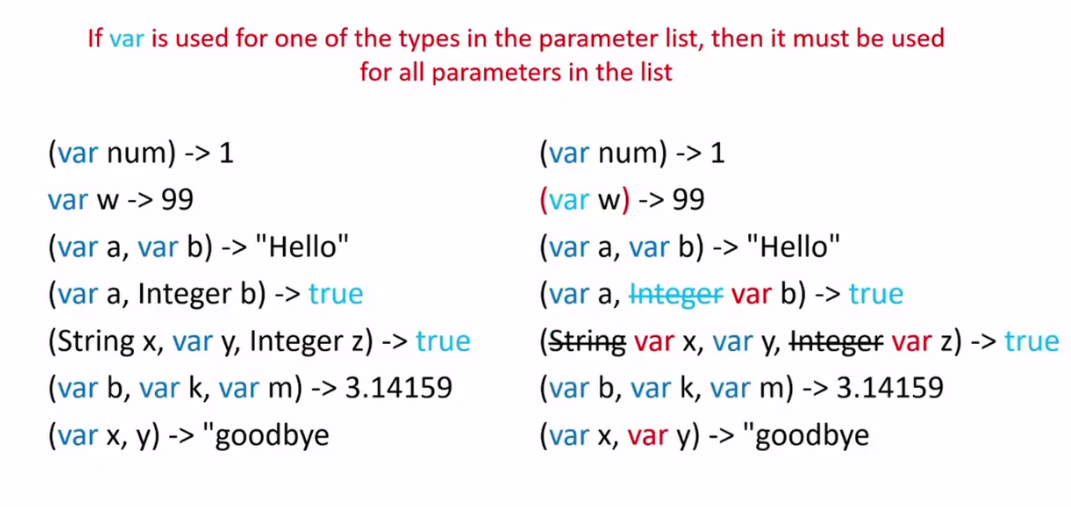 If var is used for one of the types in the parameter list, then it must be used
for all parameters in the list
(var num) -> 1
var w -> 99
(var a, var b) -> "Hello"
(var a, Integer b) -> true
(String x, var y, Integer z) -> true
(var b, var k, var m) -> 3.14159
(var x, y) -> "goodbye
(var num) -> 1
(var w) -> 99
(var a, var b) -> "Hello"
(var a, Integer var b) -> true
(String var x, var y, Integer var z) -> true
(var b, var k, var m) -> 3.14159
(var x, var y) -> "goodbye